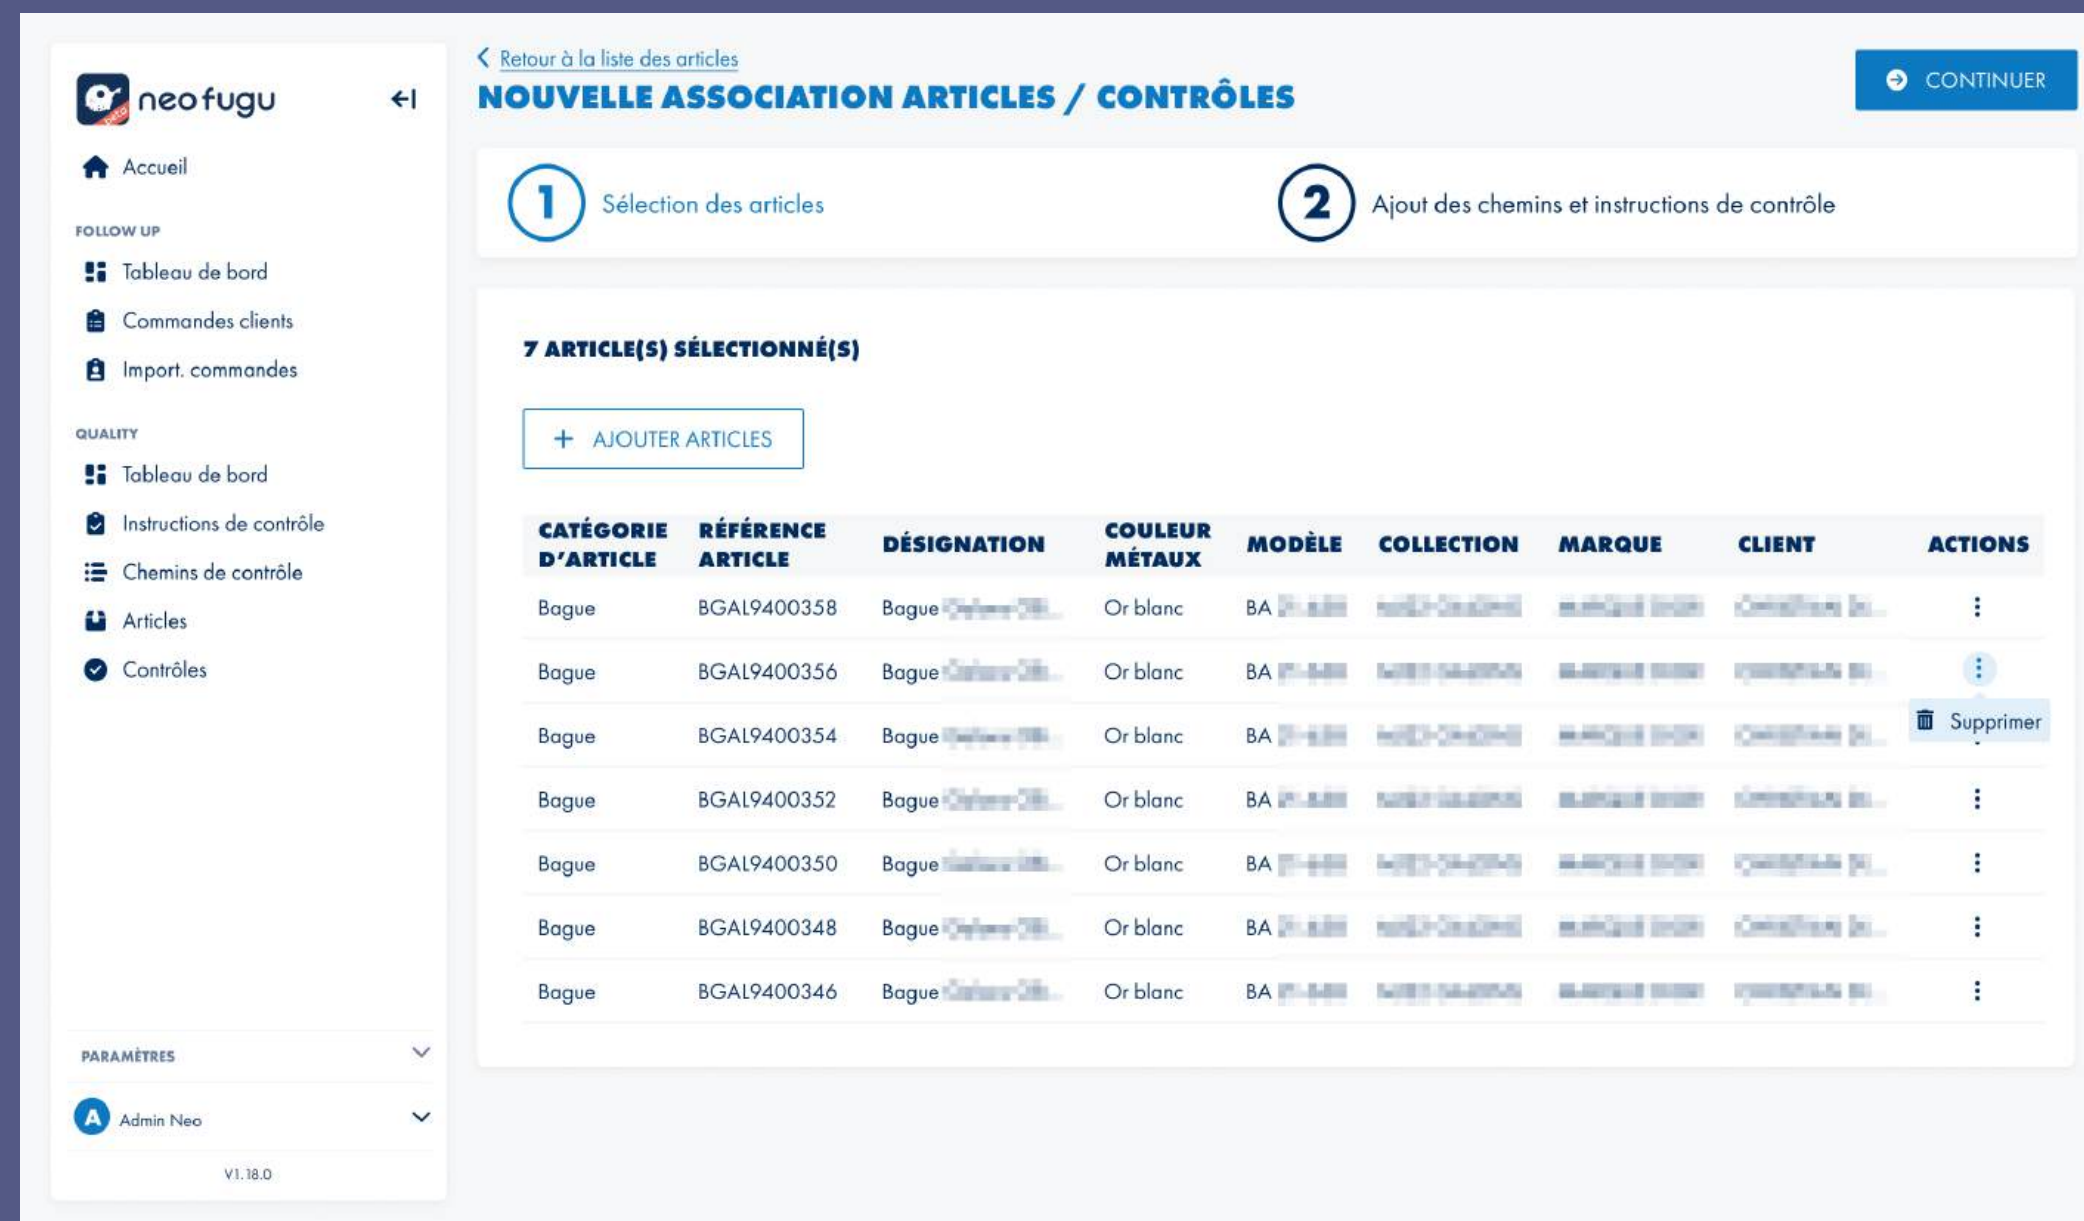 neofugu
beta
Accueil
FOLLOW UP
Tableau de bord
Commandes clients
Import. commandes
QUALITY
Tableau de bord
Instructions de contrôle
Chemins de contrôle
Articles
Contrôles
PARAMÈTRES
A Admin Neo
V1.18.0
Retour à la liste des articles
NOUVELLE ASSOCIATION ARTICLES / CONTRÔLES
CONTINUER
1 Sélection des articles
2 Ajout des chemins et instructions de contrôle
7 ARTICLE(S) SÉLECTIONNÉ(S)
+ AJOUTER ARTICLES
CATÉGORIE D'ARTICLE RÉFÉRENCE ARTICLE DÉSIGNATION COULEUR MÉTAUX MODÈLE COLLECTION MARQUE CLIENT ACTIONS
Bague BGAL9400358 Bague Or blanc BA
Bague BGAL9400356 Bague Or blanc BA
Supprimer
Bague BGAL9400354 Bague Or blanc BA
Bague BGAL9400352 Bague Or blanc BA
Bague BGAL9400350 Bague Or blanc BA
Bague BGAL9400348 Bague Or blanc BA
Bague BGAL9400346 Bague Or blanc BA